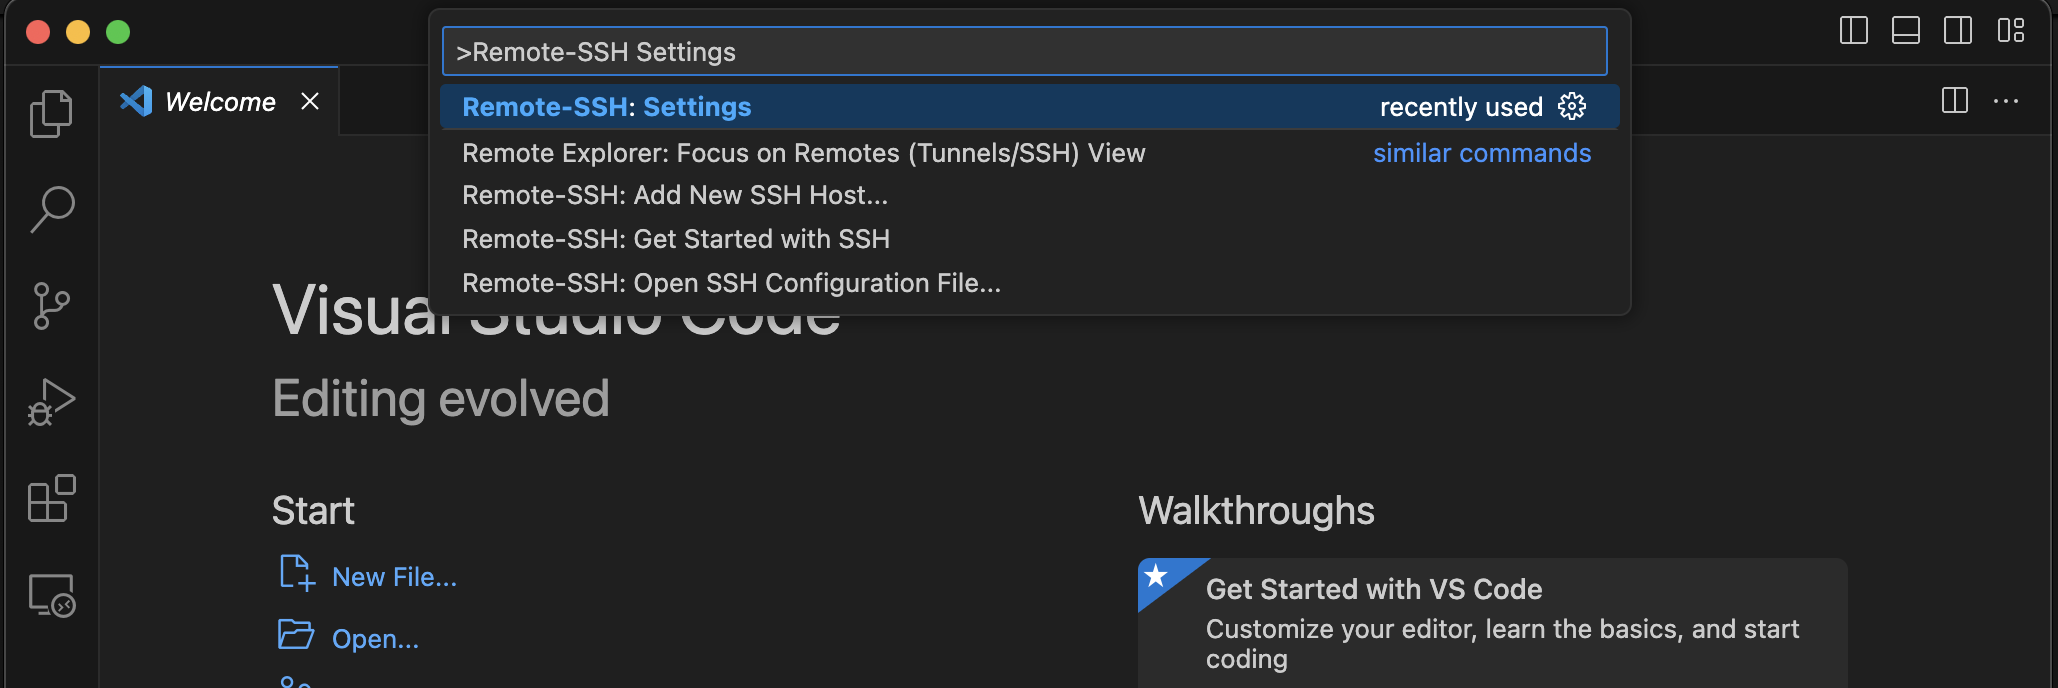 >Remote-SSH Settings
Welcome
Remote-SSH: Settings recently used
Remote Explorer: Focus on Remotes (Tunnels/SSH) View similar commands
Remote-SSH: Add New SSH Host...
Remote-SSH: Get Started with SSH
Remote-SSH: Open SSH Configuration File...
Visual Studio Code
Editing evolved
Start
New File...
Open...
Walkthroughs
Get Started with VS Code
Customize your editor, learn the basics, and start
coding